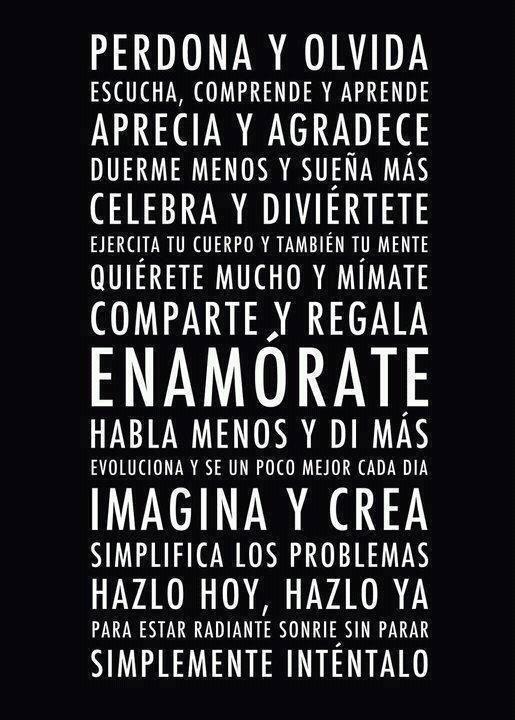 PERDONA Y OLVIDA
ESCUCHA, COMPRENDE Y APRENDE
APRECIA Y AGRADECE
DUERME MENOS Y SUEÑA MÁS
CELEBRA Y DIVIÉRTETE
EJERCITA TU CUERPO Y TAMBIÉN TU MENTE
QUIÉRETE MUCHO Y MÍMATE
COMPARTE Y REGALA
ENAMÓRATE
HABLA MENOS Y DI MÁS
EVOLUCIONA Y SE UN POCO MEJOR CADA DIA
IMAGINA Y CREA
SIMPLIFICA LOS PROBLEMAS
HAZLO HOY, HAZLO YA
PARA ESTAR RADIANTE SONRIE SIN PARAR
SIMPLEMENTE INTÉNTALO